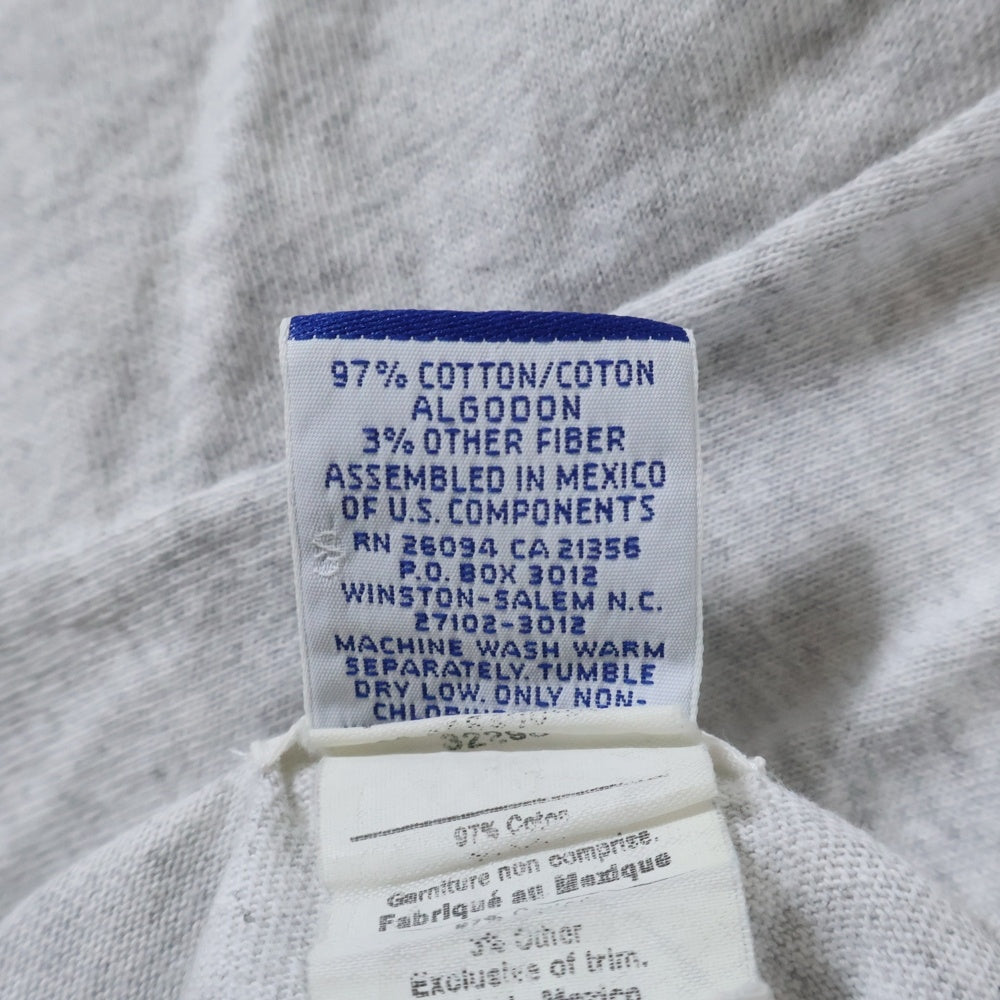 97% COTTON/COTON
ALGODON
3% OTHER FIBER
ASSEMBLED IN MEXICO
OF U.S. COMPONENTS
RN 26094 CA 21356
P.O. BOX 3012
WINSTON-SALEM N.C.
27102-3012
MACHINE WASH WARM
SEPARATELY. TUMBLE
DRY LOW. ONLY NON-
97% Coton
Garniture non comprise.
Fabriqué au Mexique
3% Other
Exclusive of trim.
Mexico